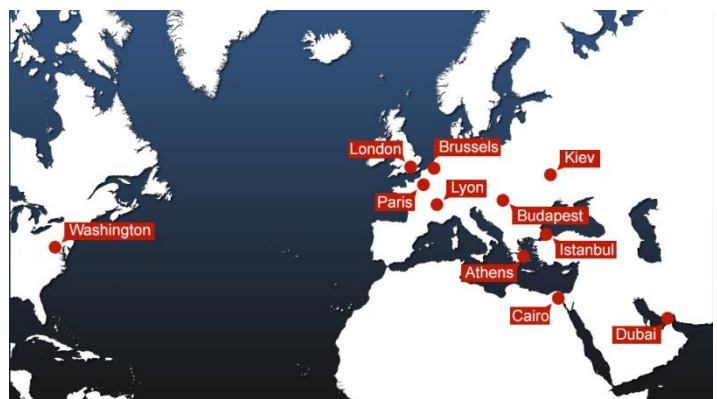 London
Brussels
Kiev
Paris
Lyon
Budapest
Washington
Istanbul
Athens
Cairo
Dubai